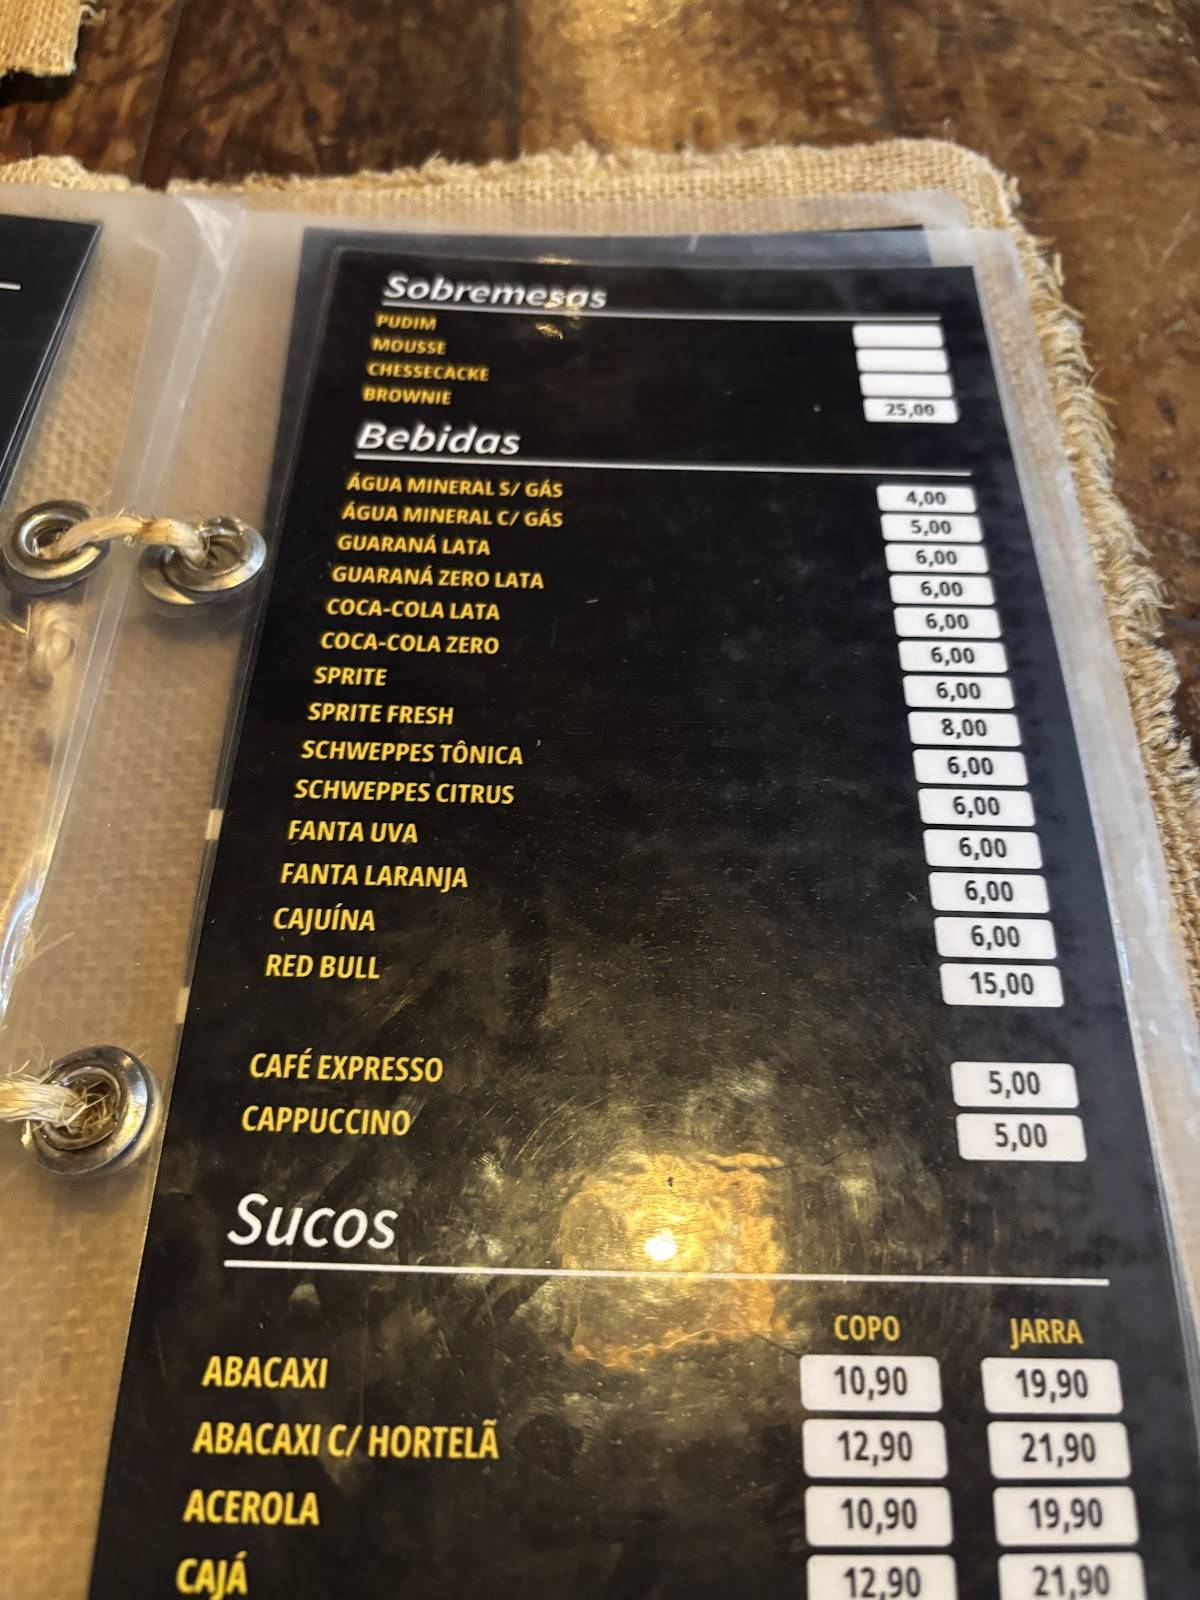 Sobremesas
PUDIM
MOUSSE
CHESSECACKE
BROWNIE 25,00
Bebidas
ÁGUA MINERAL S/ GÁS 4,00
ÁGUA MINERAL C/ GÁS 5,00
GUARANÁ LATA 6,00
GUARANÁ ZERO LATA 6,00
COCA-COLA LATA 6,00
COCA-COLA ZERO 6,00
SPRITE 6,00
SPRITE FRESH 8,00
SCHWEPPES TÔNICA 6,00
SCHWEPPES CITRUS 6,00
FANTA UVA 6,00
FANTA LARANJA 6,00
CAJUÍNA 6,00
RED BULL 15,00
CAFÉ EXPRESSO 5,00
CAPPUCCINO 5,00
Sucos
COPO JARRA
ABACAXI 10,90 19,90
ABACAXI C/ HORTELÃ 12,90 21,90
ACEROLA 10,90 19,90
CAJÁ 12,90 21,90